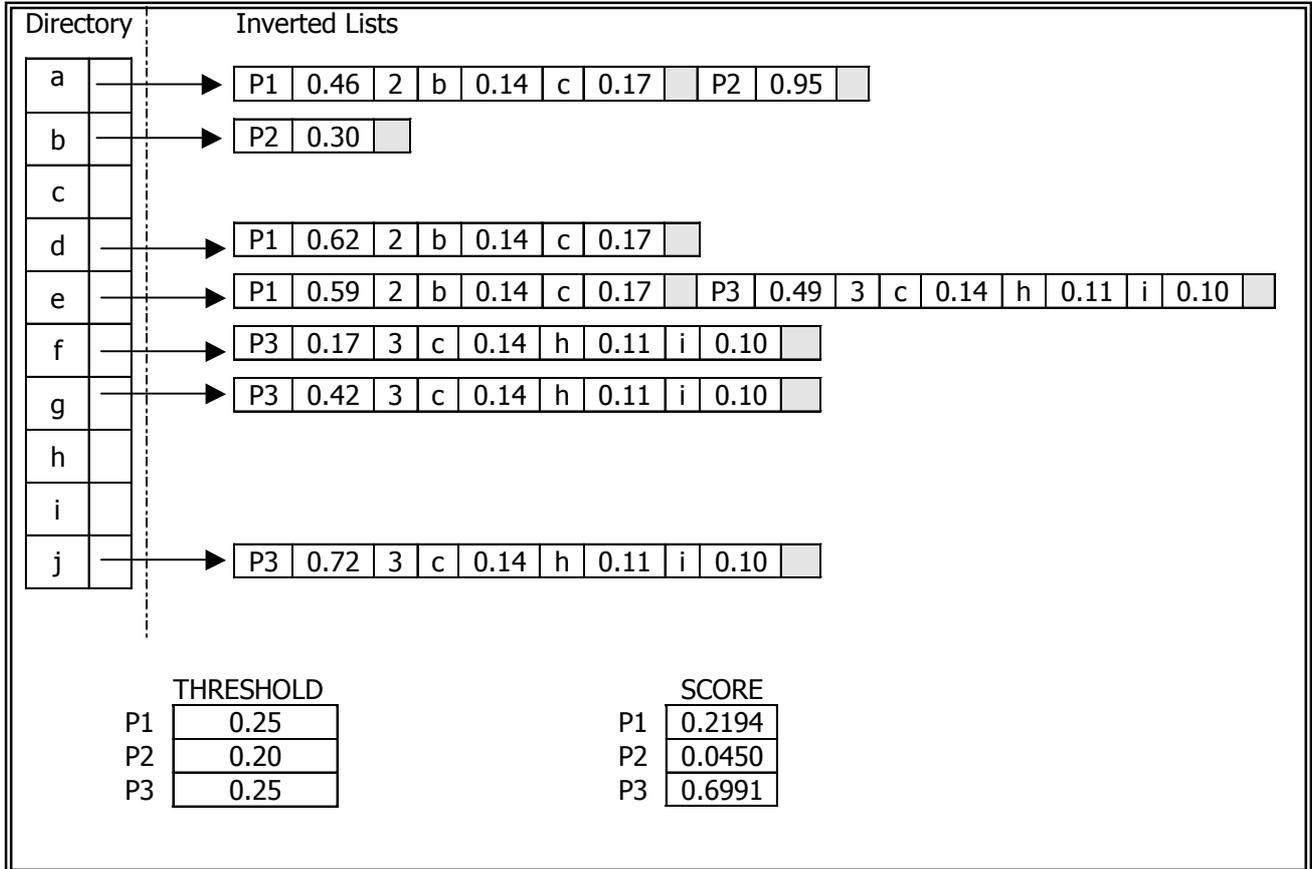 Directory Inverted Lists
a P1 0.46 2 b 0.14 c 0.17 P2 0.95
b P2 0.30
c
d P1 0.62 2 b 0.14 c 0.17
e P1 0.59 2 b 0.14 c 0.17 P3 0.49 3 c 0.14 h 0.11 i 0.10
f P3 0.17 3 c 0.14 h 0.11 i 0.10
g P3 0.42 3 c 0.14 h 0.11 i 0.10
h
i
j P3 0.72 3 c 0.14 h 0.11 i 0.10
THRESHOLD SCORE
P1 0.25 P1 0.2194
P2 0.20 P2 0.0450
P3 0.25 P3 0.6991